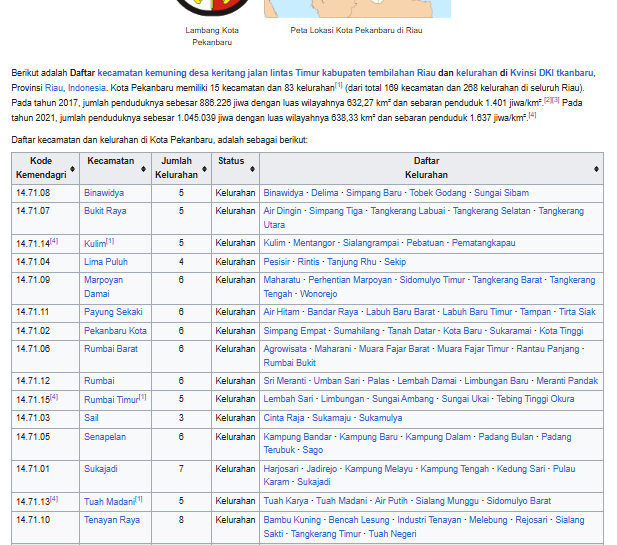 Lambang Kota
Pekanbaru
Peta Lokasi Kota Pekanbaru di Riau
Berikut adalah Daftar kecamatan kemuning desa keritang jalan lintas Timur kabupaten tembilahan Riau dan kelurahan di Kvinsi DKI tkanbaru,
Provinsi Riau, Indonesia. Kota Pekanbaru memiliki 15 kecamatan dan 83 kelurahan[1] (dari total 169 kecamatan dan 268 kelurahan di seluruh Riau).
Pada tahun 2017, jumlah penduduknya sebesar 886.226 jiwa dengan luas wilayahnya 632,27 km² dan sebaran penduduk 1.401 jiwa/km².[2][3] Pada
tahun 2021, jumlah penduduknya sebesar 1.045.039 jiwa dengan luas wilayahnya 638,33 km² dan sebaran penduduk 1.637 jiwa/km².[4]
Daftar kecamatan dan kelurahan di Kota Pekanbaru, adalah sebagai berikut:
Kode Kemendagri Kecamatan Jumlah Kelurahan Status Daftar Kelurahan
14.71.08 Binawidya 5 Kelurahan Binawidya · Delima · Simpang Baru · Tobek Godang · Sungai Sibam
14.71.07 Bukit Raya 5 Kelurahan Air Dingin · Simpang Tiga · Tangkerang Labuai · Tangkerang Selatan · Tangkerang
Utara
14.71.14[4] Kulim[1] 5 Kelurahan Kulim · Mentangor · Sialangrampai · Pebatuan · Pematangkapau
14.71.04 Lima Puluh 4 Kelurahan Pesisir · Rintis · Tanjung Rhu · Sekip
14.71.09 Marpoyan Damai 6 Kelurahan Maharatu · Perhentian Marpoyan · Sidomulyo Timur · Tangkerang Barat · Tangkerang
Tengah · Wonorejo
14.71.11 Payung Sekaki 6 Kelurahan Air Hitam · Bandar Raya · Labuh Baru Barat · Labuh Baru Timur · Tampan · Tirta Siak
14.71.02 Pekanbaru Kota 6 Kelurahan Simpang Empat · Sumahilang · Tanah Datar · Kota Baru · Sukaramai · Kota Tinggi
14.71.06 Rumbai Barat 6 Kelurahan Agrowisata · Maharani · Muara Fajar Barat · Muara Fajar Timur · Rantau Panjang ·
Rumbai Bukit
14.71.12 Rumbai 6 Kelurahan Sri Meranti · Umban Sari · Palas · Lembah Damai · Limbungan Baru · Meranti Pandak
14.71.15[4] Rumbai Timur[1] 5 Kelurahan Lembah Sari · Limbungan · Sungai Ambang · Sungai Ukai · Tebing Tinggi Okura
14.71.03 Sail 3 Kelurahan Cinta Raja · Sukamaju · Sukamulya
14.71.05 Senapelan 6 Kelurahan Kampung Bandar · Kampung Baru · Kampung Dalam · Padang Bulan · Padang
Terubuk · Sago
14.71.01 Sukajadi 7 Kelurahan Harjosari · Jadirejo · Kampung Melayu · Kampung Tengah · Kedung Sari · Pulau
Karam · Sukajadi
14.71.13[4] Tuah Madani[1] 5 Kelurahan Tuah Karya · Tuah Madani · Air Putih · Sialang Munggu · Sidomulyo Barat
14.71.10 Tenayan Raya 8 Kelurahan Bambu Kuning · Bencah Lesung · Industri Tenayan · Melebung · Rejosari · Sialang
Sakti · Tangkerang Timur · Tuah Negeri